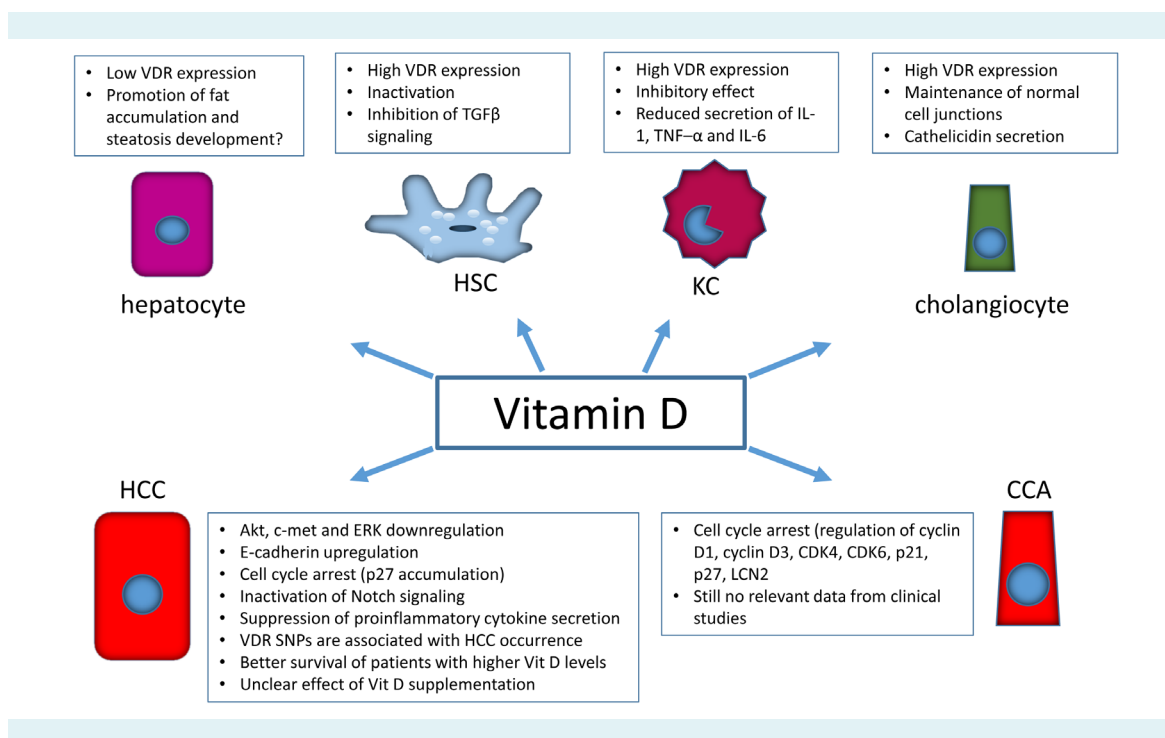 • Low VDR expression
• Promotion of fat
accumulation and
steatosis development?
• High VDR expression
• Inactivation
• Inhibition of TGFβ
signaling
• High VDR expression
• Inhibitory effect
• Reduced secretion of IL-
1, TNF–α and IL-6
• High VDR expression
• Maintenance of normal
cell junctions
• Cathelicidin secretion
hepatocyte
HSC
KC
cholangiocyte
Vitamin D
HCC
• Akt, c-met and ERK downregulation
• E-cadherin upregulation
• Cell cycle arrest (p27 accumulation)
• Inactivation of Notch signaling
• Suppression of proinflammatory cytokine secretion
• VDR SNPs are associated with HCC occurrence
• Better survival of patients with higher Vit D levels
• Unclear effect of Vit D supplementation
CCA
• Cell cycle arrest (regulation of cyclin
D1, cyclin D3, CDK4, CDK6, p21,
p27, LCN2
• Still no relevant data from clinical
studies